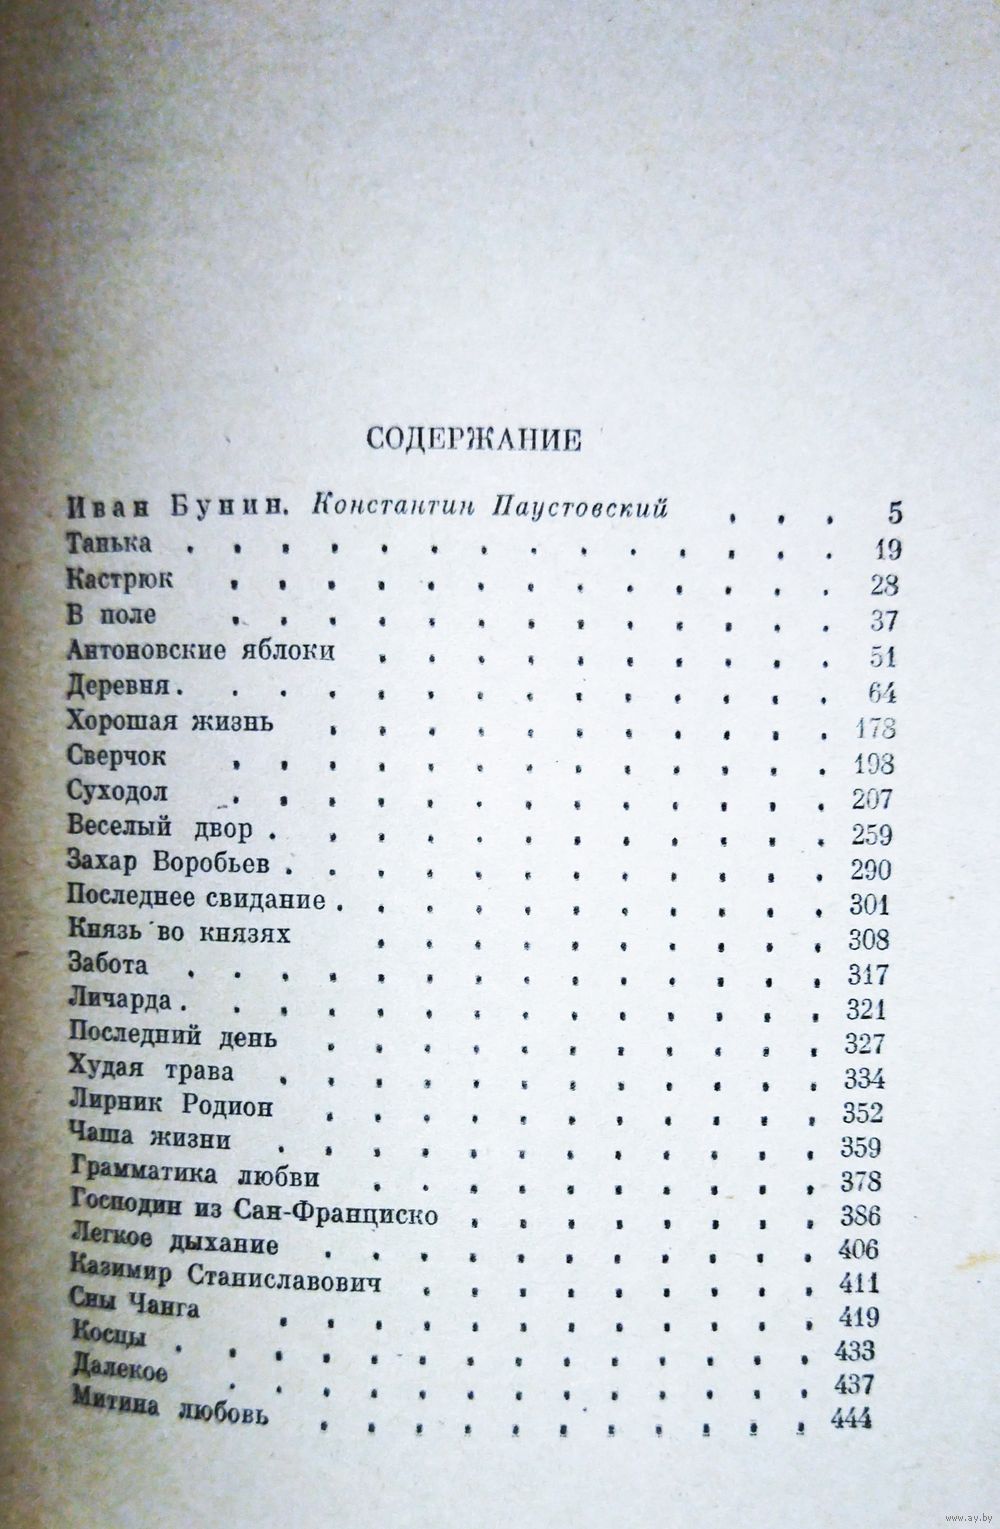 СОДЕРЖАНИЕ
Иван Бунин. Константин Паустовский . . . 5
Танька . . . . . . . . . . . . . . 19
Кастрюк . . . . . . . . . . . . . 28
В поле . . . . . . . . . . . . . 37
Антоновские яблоки . . . . . . . . . . 51
Деревня . . . . . . . . . . . . . . 64
Хорошая жизнь . . . . . . . . . . . 178
Сверчок . . . . . . . . . . . . . 198
Суходол . . . . . . . . . . . . . 207
Веселый двор . . . . . . . . . . . . 259
Захар Воробьев . . . . . . . . . . . . 290
Последнее свидание . . . . . . . . . . . 301
Князь во князях . . . . . . . . . . 308
Забота . . . . . . . . . . . . . . 317
Личарда . . . . . . . . . . . . . . 321
Последний день . . . . . . . . . . . 327
Худая трава . . . . . . . . . . . . 334
Лирник Родион . . . . . . . . . . . 352
Чаша жизни . . . . . . . . . . . . 359
Грамматика любви . . . . . . . . . . 378
Господин из Сан-Франциско . . . . . . . . 386
Легкое дыхание . . . . . . . . . . . 406
Казимир Станиславович . . . . . . . . . 411
Сны Чанга . . . . . . . . . . . . 419
Косцы . . . . . . . . . . . . . . 433
Далекое . . . . . . . . . . . . . 437
Митина любовь . . . . . . . . . . . 444
www.ay.by